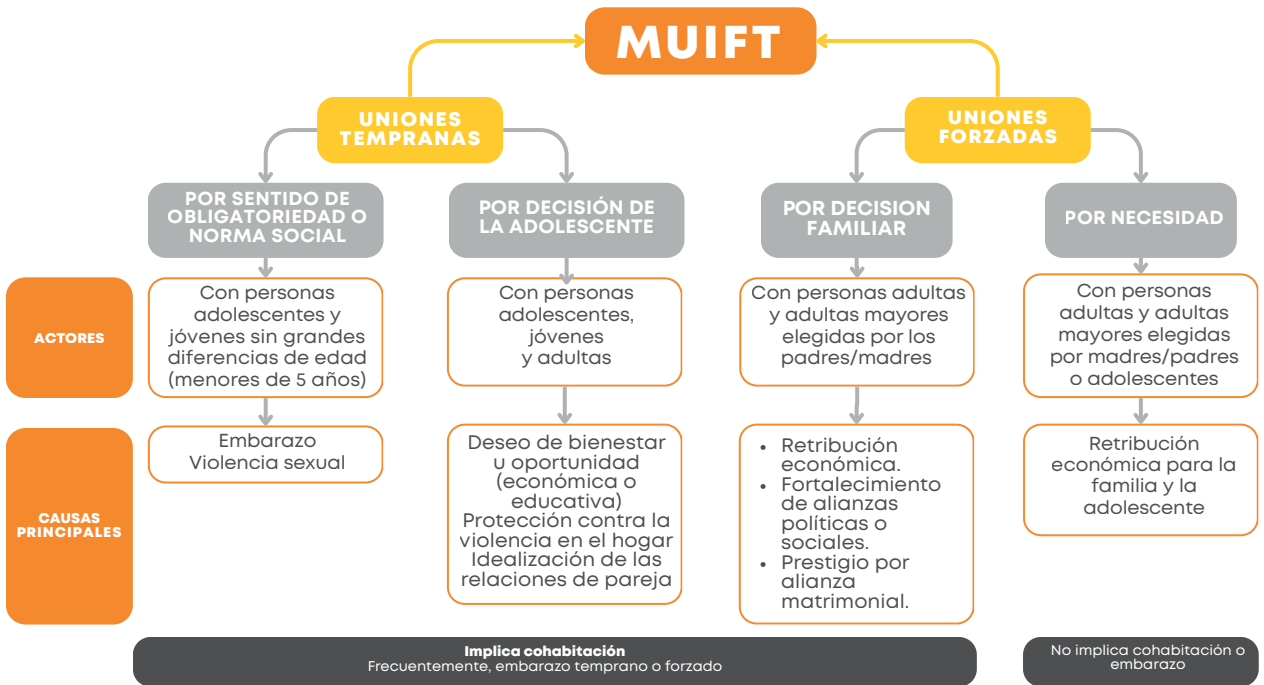 MUIFT
UNIONES
TEMPRANAS
UNIONES
FORZADAS
POR SENTIDO DE
OBLIGATORIEDAD O
NORMA SOCIAL
POR DECISIÓN DE
LA ADOLESCENTE
POR DECISION
FAMILIAR
POR NECESIDAD
ACTORES
Con personas
adolescentes y
jóvenes sin grandes
diferencias de edad
(menores de 5 años)
Con personas
adolescentes,
jóvenes
y adultas
Con personas adultas
y adultas mayores
elegidas por los
padres/madres
Con personas
adultas y adultas
mayores elegidas
por madres/padres
o adolescentes
CAUSAS
PRINCIPALES
Embarazo
Violencia sexual
Deseo de bienestar
u oportunidad
(económica o
educativa)
Protección contra la
violencia en el hogar
Idealización de las
relaciones de pareja
• Retribución
económica.
• Fortalecimiento
de alianzas
políticas o
sociales.
• Prestigio por
alianza
matrimonial.
Retribución
económica para la
familia y la
adolescente
Implica cohabitación
Frecuentemente, embarazo temprano o forzado
No implica cohabitación o
embarazo